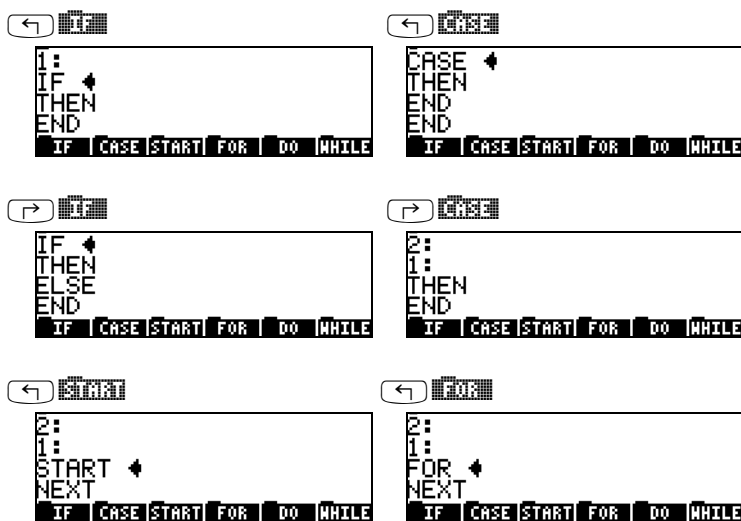 IF
1:
IF
THEN
END
IF CASE START FOR DO WHILE
CASE
CASE
THEN
END
END
IF CASE START FOR DO WHILE
IF
IF
THEN
ELSE
END
IF CASE START FOR DO WHILE
CASE
2:
1:
THEN
END
IF CASE START FOR DO WHILE
START
2:
1:
START
NEXT
IF CASE START FOR DO WHILE
FOR
2:
1:
FOR
NEXT
IF CASE START FOR DO WHILE